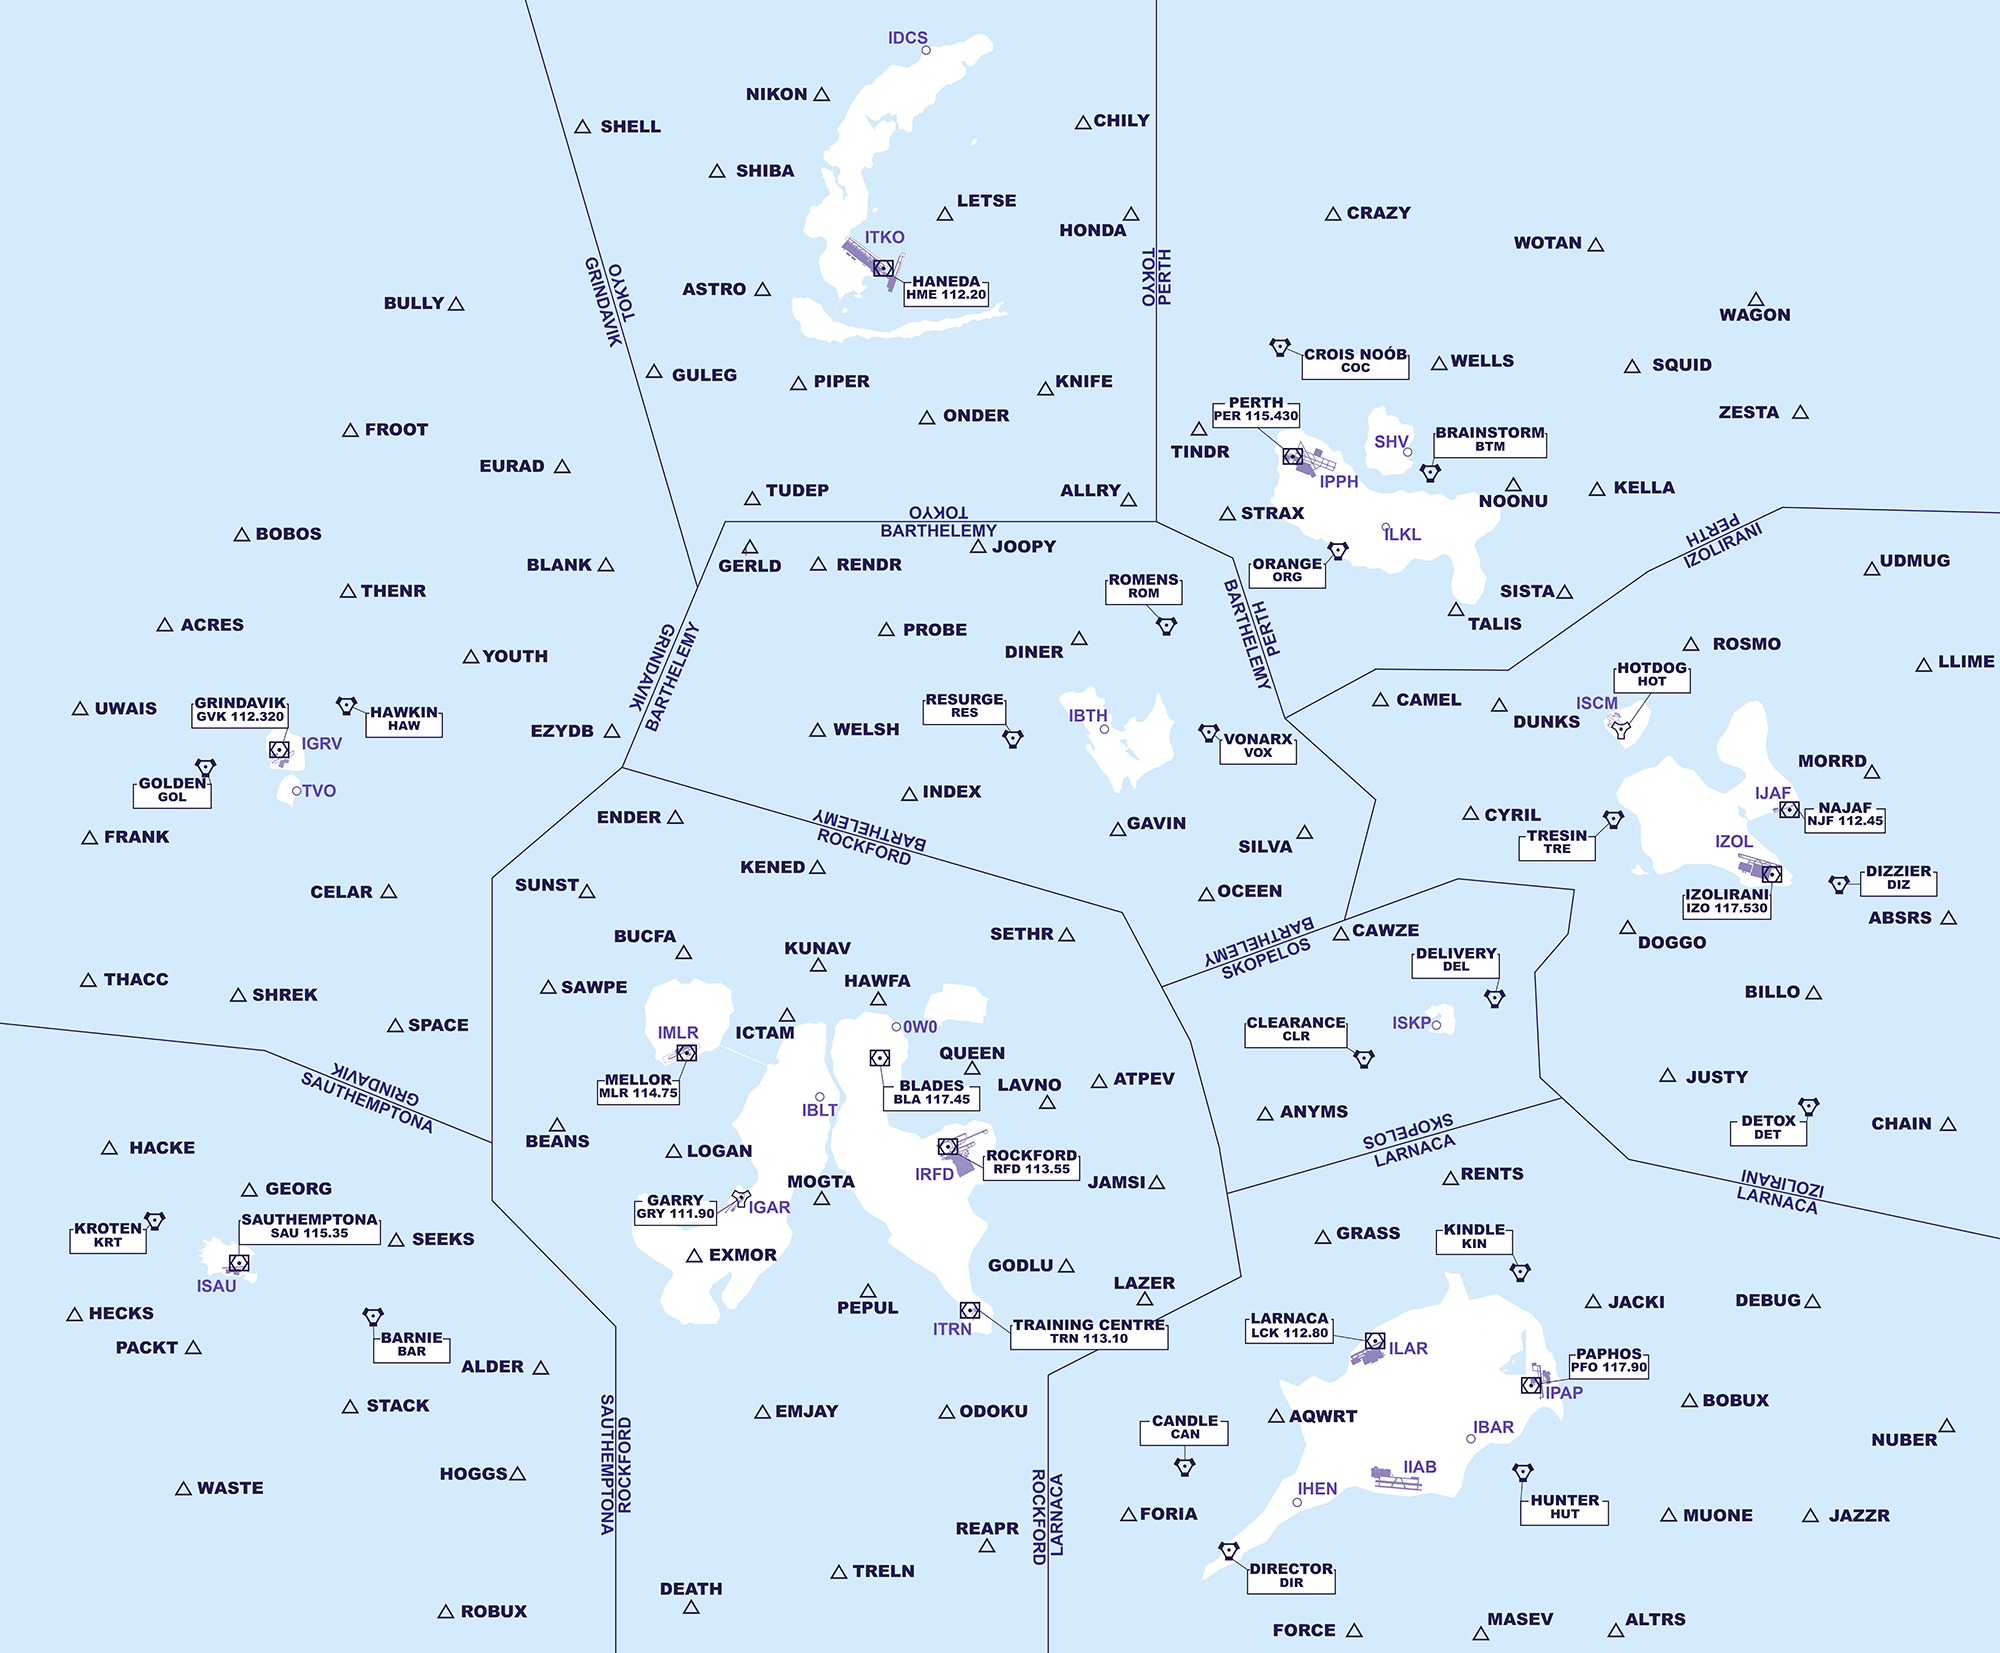 IDCS
NIKON
SHELL
CHILY
SHIBA
LETSE
HONDA
CRAZY
WOTAN
ITKO
HANEDA
HME 112.20
ASTRO
BULLY
TOKYO
GRINDAVIK
TOKYO
PERTH
WAGON
CROIS NOÓB
COC
WELLS
SQUID
GULEG
PIPER
KNIFE
ONDER
PERTH
PER 115.430
ZESTA
FROOT
SHV
BRAINSTORM
BTM
TINDR
EURAD
IPPH
TUDEP
ALLRY
KELLA
NOONU
TOKYO
BARTHELEMY
STRAX
ILKL
PERTH
IZOLIRANI
BOBOS
JOOPY
GERLD
RENDR
BLANK
ORANGE
ORG
UDMUG
ROMENS
ROM
THENR
SISTA
ACRES
PROBE
DINER
TALIS
PERTH
BARTHELEMY
GRINDAVIK
BARTHELEMY
ROSMO
LLIME
YOUTH
HOTDOG
HOT
UWAIS
GRINDAVIK
GVK 112.320
HAWKIN
HAW
RESURGE
RES
CAMEL
ISCM
DUNKS
IBTH
IGRV
EZYDB
WELSH
VONARX
VOX
MORRD
GOLDEN
GOL
TVO
INDEX
IJAF
NAJAF
NJF 112.45
ENDER
BARTHELEMY
ROCKFORD
GAVIN
CYRIL
FRANK
SILVA
TRESIN
TRE
IZOL
KENED
DIZZIER
DIZ
CELAR
SUNST
OCEEN
IZOLIRANI
IZO 117.530
ABSRS
BUCFA
SETHR
BARTHELEMY
SKOPELOS
CAWZE
DOGGO
KUNAV
DELIVERY
DEL
THACC
SHREK
SAWPE
HAWFA
BILLO
SPACE
IMLR
ICTAM
0W0
CLEARANCE
CLR
ISKP
QUEEN
GRINDAVIK
SAUTHEMPTONA
MELLOR
MLR 114.75
BLADES
BLA 117.45
LAVNO
ATPEV
JUSTY
IBLT
ANYMS
DETOX
DET
CHAIN
BEANS
SKOPELOS
LARNACA
HACKE
LOGAN
ROCKFORD
RFD 113.55
IRFD
RENTS
GEORG
MOGTA
JAMSI
IZOLIRANI
LARNACA
GARRY
GRY 111.90
IGAR
KROTEN
KRT
SAUTHEMPTONA
SAU 115.35
SEEKS
GRASS
KINDLE
KIN
EXMOR
GODLU
ISAU
LAZER
PEPUL
JACKI
DEBUG
HECKS
ITRN
TRAINING CENTRE
TRN 113.10
LARNACA
LCK 112.80
ILAR
PACKT
BARNIE
BAR
ALDER
PAPHOS
PFO 117.90
IPAP
STACK
EMJAY
ODOKU
AQWRT
BOBUX
CANDLE
CAN
IBAR
NUBER
SAUTHEMPTONA
ROCKFORD
HOGGS
IIAB
WASTE
IHEN
FORIA
HUNTER
HUT
MUONE
JAZZR
ROCKFORD
LARNACA
REAPR
TRELN
DIRECTOR
DIR
DEATH
ROBUX
FORCE
MASEV
ALTRS